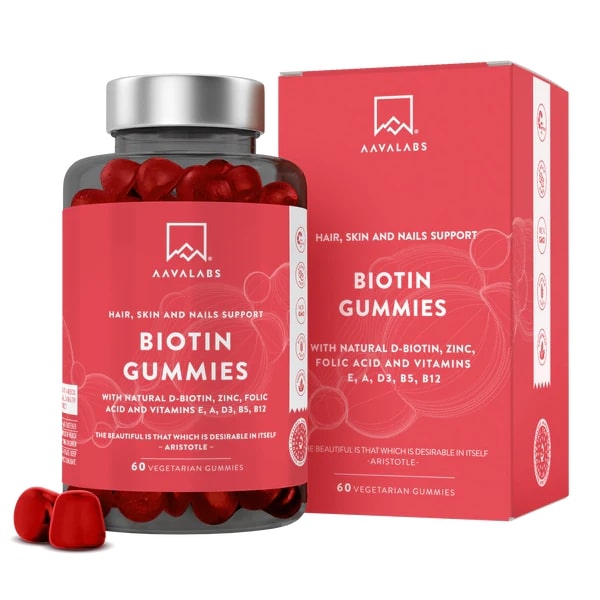 AAVALABS
HAIR, SKIN AND NAILS SUPPORT
BIOTIN
GUMMIES
WITH NATURAL D-BIOTIN, ZINC, FOLIC
ACID AND VITAMINS E, A, D3, B5, B12
THE BEAUTIFUL IS THAT WHICH IS DESIRABLE IN ITSELF
– ARISTOTLE –
60 VEGETARIAN GUMMIES
AAVALABS
HAIR, SKIN AND NAILS SUPPORT
BIOTIN
GUMMIES
WITH NATURAL D-BIOTIN, ZINC,
FOLIC ACID AND VITAMINS
E, A, D3, B5, B12
THE BEAUTIFUL IS THAT WHICH IS DESIRABLE IN ITSELF
-ARISTOTLE-
60 VEGETARIAN GUMMIES